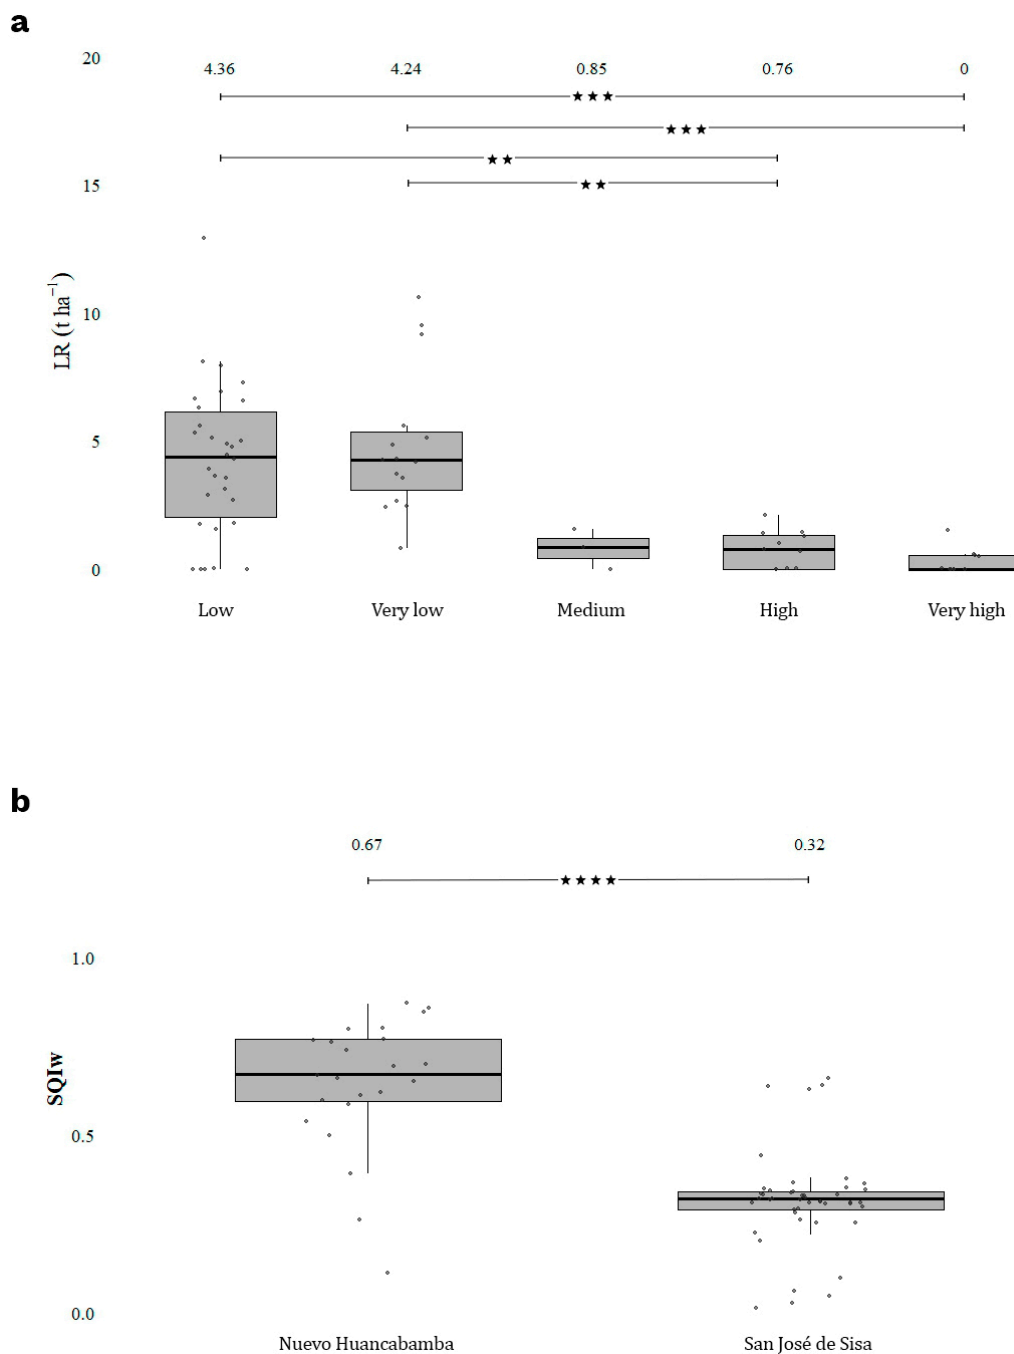 a
20
4.36 4.24 0.85 0.76 0
★★★
★★★
★★
★★
15
10
LR (t ha⁻¹)
5
0
Low Very low Medium High Very high
b
0.67 0.32
★★★★
1.0
SQIw
0.5
0.0
Nuevo Huancabamba San José de Sisa